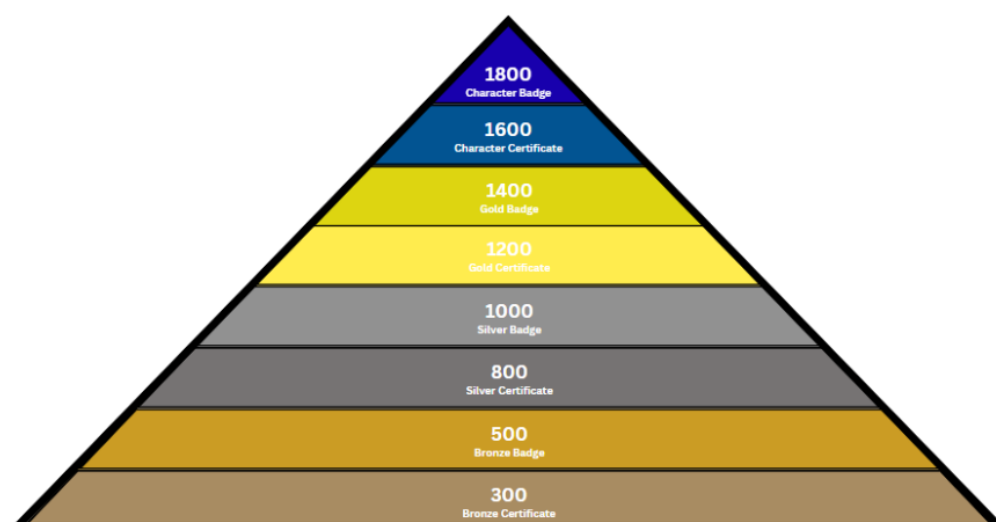 1800
Character Badge
1600
Character Certificate
1400
Gold Badge
1200
Gold Certificate
1000
Silver Badge
800
Silver Certificate
500
Bronze Badge
300
Bronze Certificate